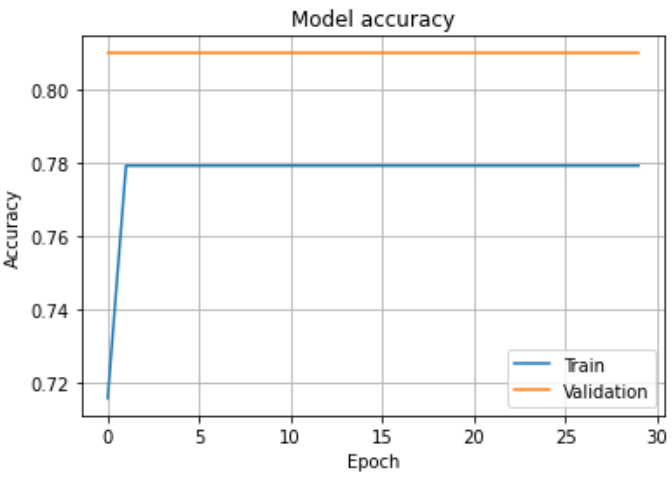 Model accuracy
Accuracy
0.80
0.78
0.76
0.74
0.72
0 5 10 15 20 25 30
Epoch
Train
Validation